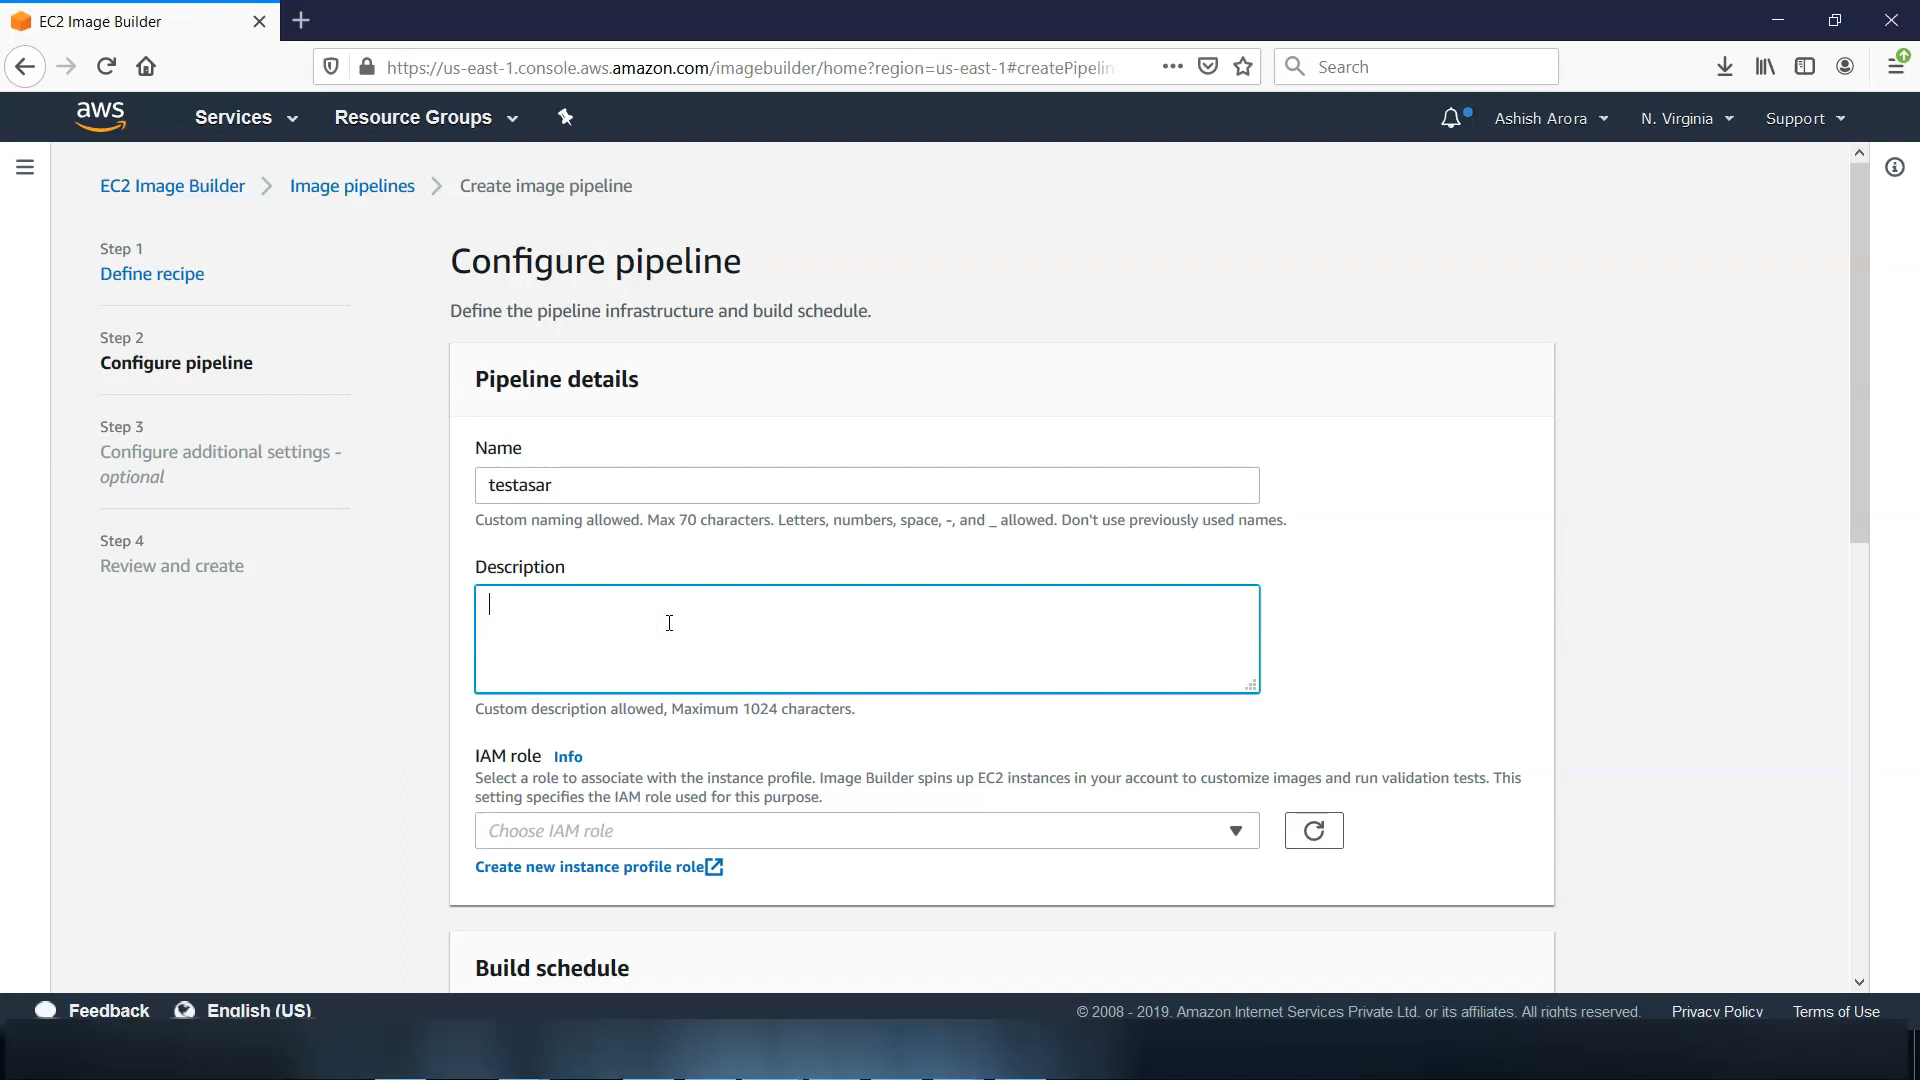 EC2 Image Builder
https://us-east-1.console.aws.amazon.com/imagebuilder/home?region=us-east-1#createPipelin
Search
aws
Services
Resource Groups
Ashish Arora
N. Virginia
Support
EC2 Image Builder
Image pipelines
Create image pipeline
Step 1
Define recipe
Step 2
Configure pipeline
Step 3
Configure additional settings -
optional
Step 4
Review and create
Configure pipeline
Define the pipeline infrastructure and build schedule.
Pipeline details
Name
testasar
Custom naming allowed. Max 70 characters. Letters, numbers, space, -, and _ allowed. Don't use previously used names.
Description
Custom description allowed, Maximum 1024 characters.
IAM role Info
Select a role to associate with the instance profile. Image Builder spins up EC2 instances in your account to customize images and run validation tests. This
setting specifies the IAM role used for this purpose.
Choose IAM role
Create new instance profile role
Build schedule
Feedback
English (US)
© 2008 - 2019, Amazon Internet Services Private Ltd. or its affiliates. All rights reserved.
Privacy Policy
Terms of Use